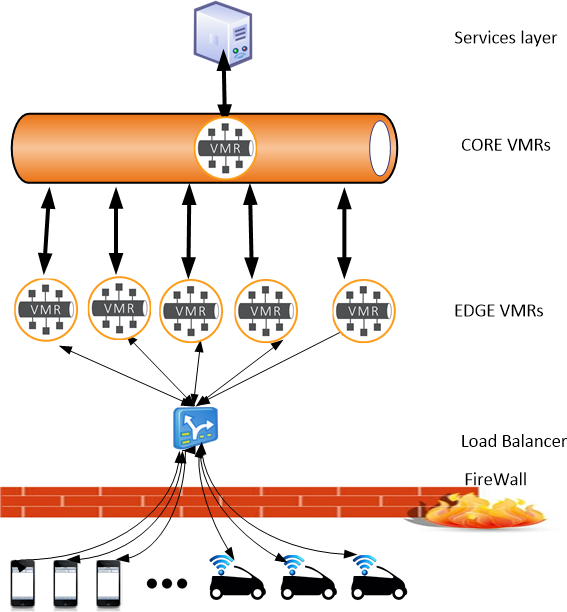 Services layer
CORE VMRs
VMR
EDGE VMRs
VMR
VMR
VMR
VMR
VMR
Load Balancer
FireWall